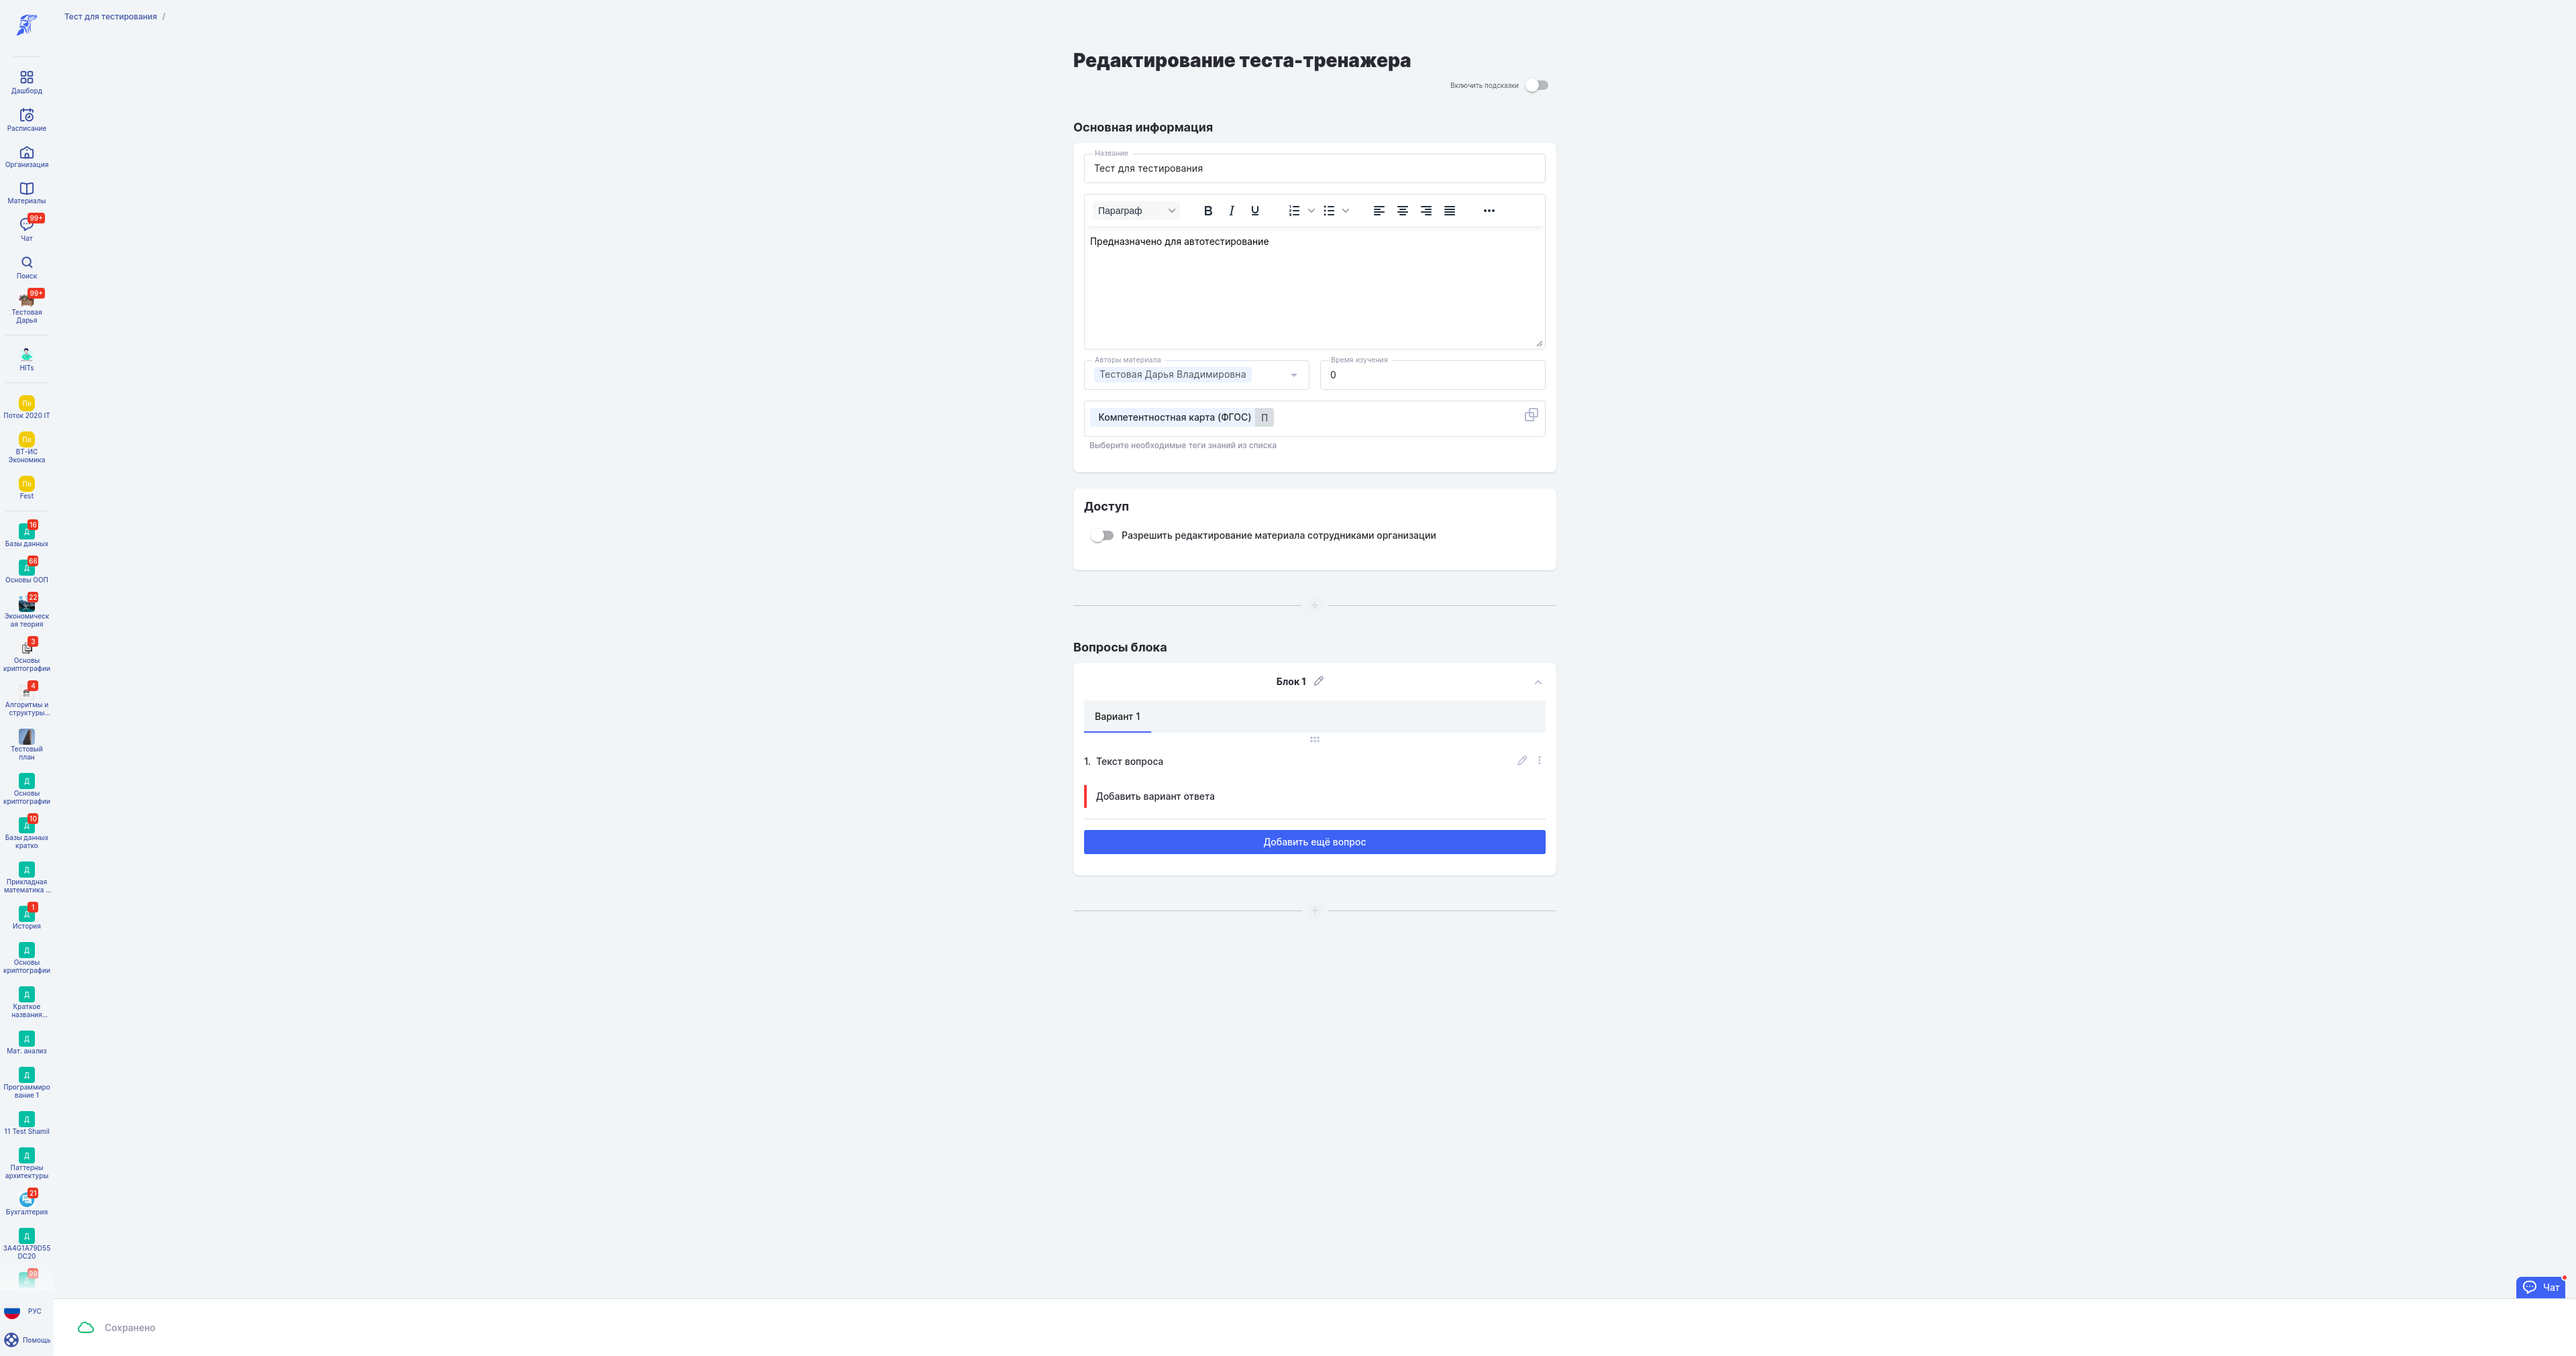 Тест для тестирования /
Дашборд
Расписание
Организация
Материалы
99+
Чат
Поиск
99+
Тестовая
Дарья
HITs
По
Поток 2020 IT
По
ВТ-ИС
Экономика
По
Fest
16
Д
Базы данных
66
Д
Основы ООП
22
Экономическ
ая теория
3
Основы
криптографии
4
Алгоритмы и
структуры...
Тестовый
план
Д
Основы
криптографии
10
Д
Базы данных
кратко
Д
Прикладная
математика ...
1
Д
История
Д
Основы
криптографии
Д
Краткое
названия...
Д
Мат. анализ
Д
Программиро
вание 1
Д
11 Test Shamil
Д
Паттерны
архитектуры
21
Бухгалтерия
Д
3A4G1A79D55
DC20
99
Д
РУС
Помощь
Редактирование теста-тренажера
Включить подсказки
Основная информация
Название
Тест для тестирования
Параграф
B I U
Предназначено для автотестирование
Авторы материала
Тестовая Дарья Владимировна
Время изучения
0
Компетентностная карта (ФГОС) П
Выберите необходимые теги знаний из списка
Доступ
Разрешить редактирование материала сотрудниками организации
Вопросы блока
Блок 1
Вариант 1
1. Текст вопроса
Добавить вариант ответа
Добавить ещё вопрос
Чат
Сохранено